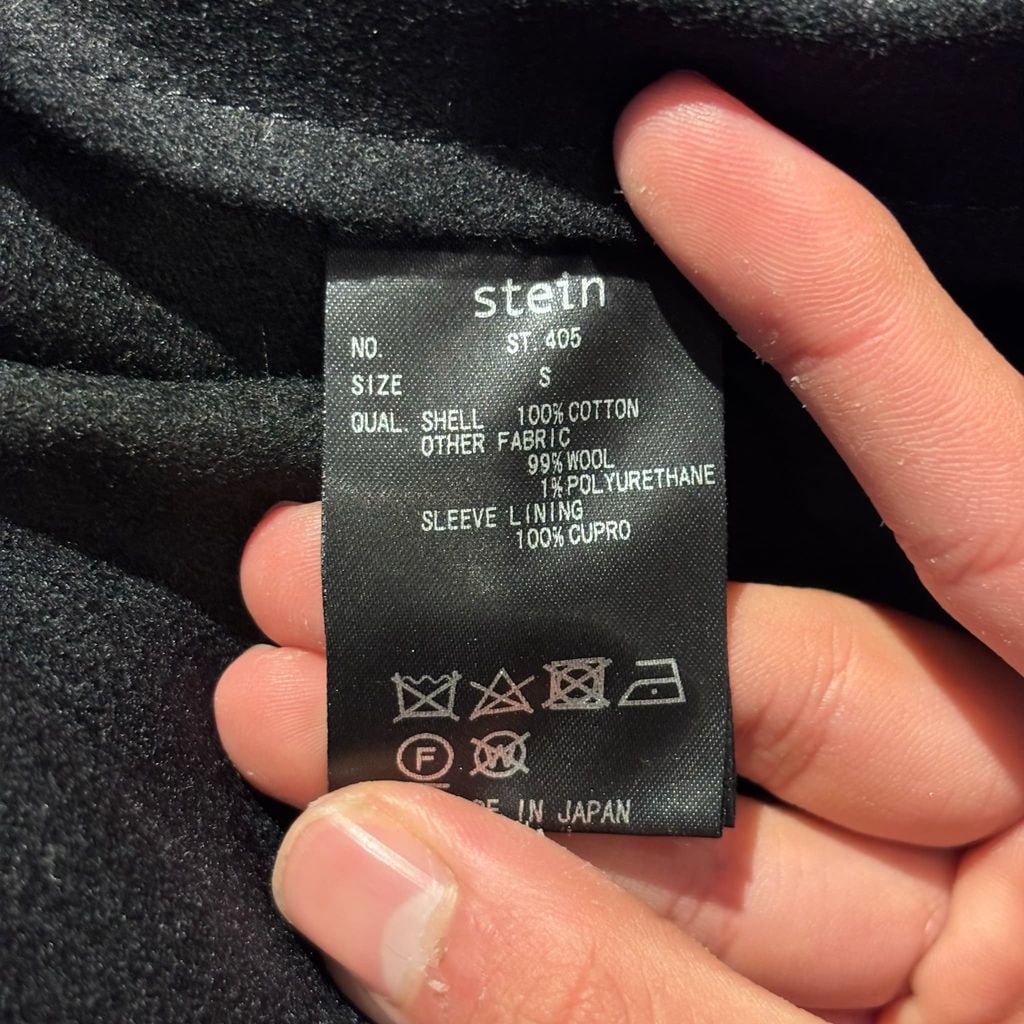 stein
NO. ST.405
SIZE S
QUAL. SHELL 100% COTTON
OTHER FABRIC
99% WOOL
1% POLYURETHANE
SLEEVE LINING
100% CUPRO
F W
IN JAPAN